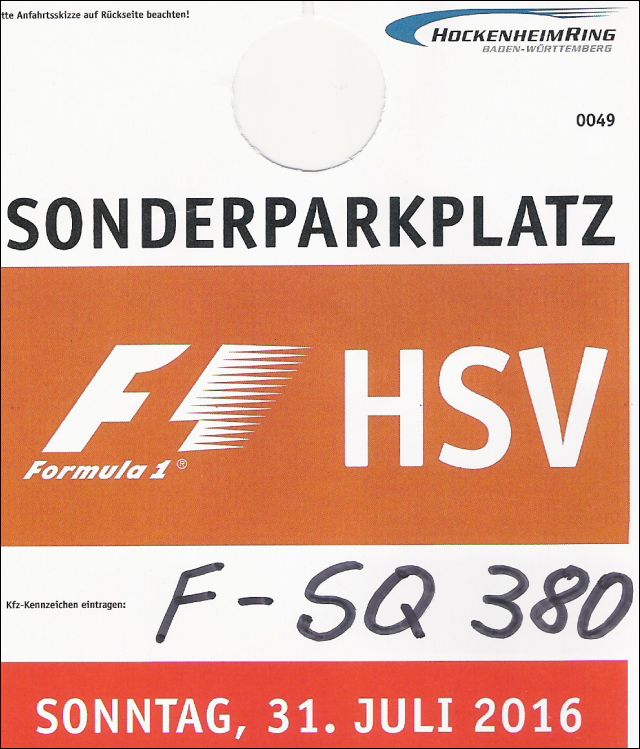 tte Anfahrtsskizze auf Rückseite beachten!
HOCKENHEIMRING
BADEN-WÜRTTEMBERG
0049
SONDERPARKPLATZ
F1 HSV
Formula 1®
Kfz-Kennzeichen eintragen: F-SQ 380
SONNTAG, 31. JULI 2016